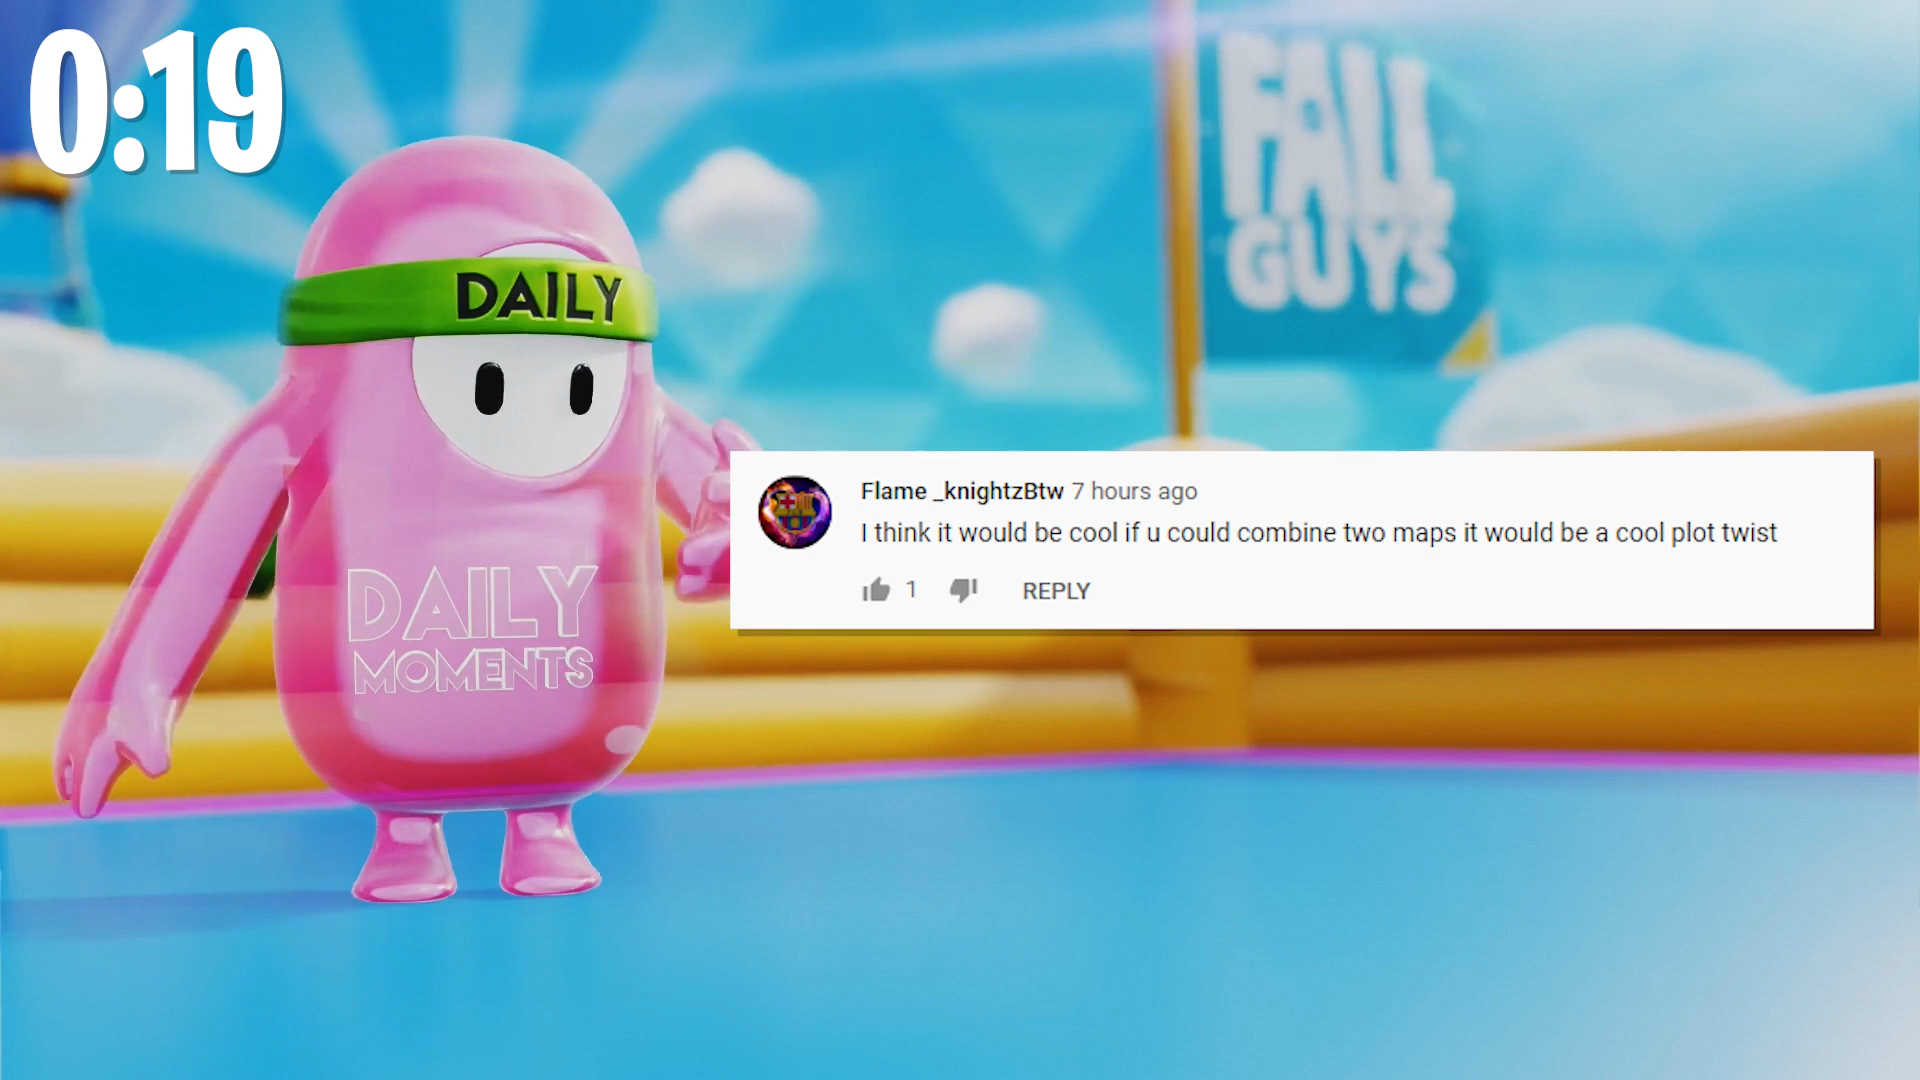 0:19
FALL
GUYS
DAILY
DAILY
MOMENTS
Flame _knightzBtw 7 hours ago
I think it would be cool if u could combine two maps it would be a cool plot twist
1
REPLY